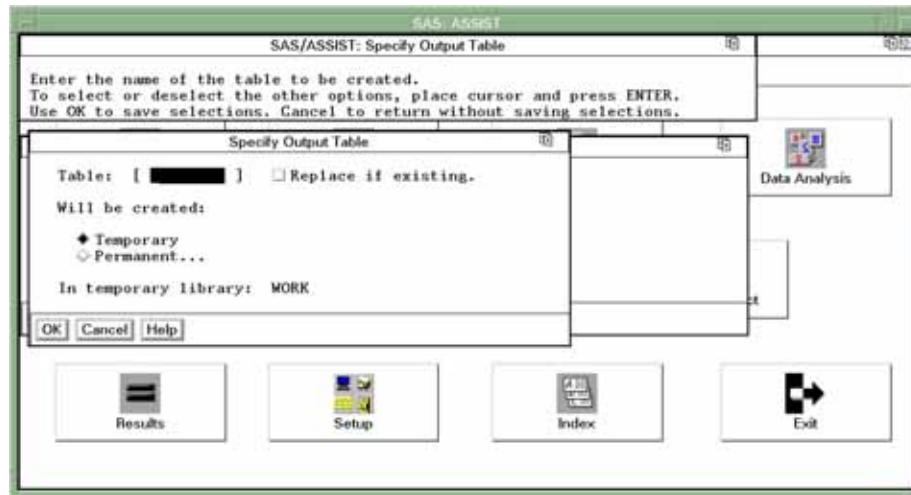 SAS: ASSIST
SAS/ASSIST: Specify Output Table
Enter the name of the table to be created.
To select or deselect the other options, place cursor and press ENTER.
Use OK to save selections. Cancel to return without saving selections.
Specify Output Table
Table: [ ] Replace if existing.
Will be created:
Temporary
Permanent...
In temporary library: WORK
OK Cancel Help
Data Analysis
Results
Setup
Index
Exit